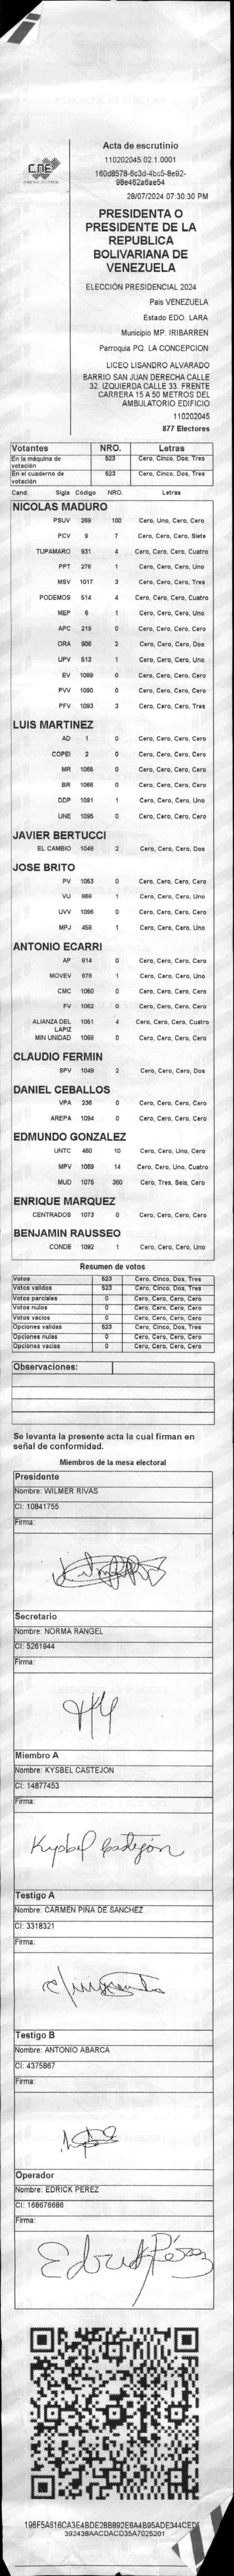 CNE
Acta de escrutinio
110202045.02.1.0001
160d8578-6c3d-4bc5-8e92-
98e462a6ae54
28/07/2024 07:30:30 PM
PRESIDENTA O
PRESIDENTE DE LA
REPUBLICA
BOLIVARIANA DE
VENEZUELA
ELECCIÓN PRESIDENCIAL 2024
Pais VENEZUELA
Estado EDO. LARA
Municipio MP. IRIBARREN
Parroquia PQ. LA CONCEPCION
LICEO LISANDRO ALVARADO
BARRIO SAN JUAN DERECHA CALLE
32. IZQUIERDA CALLE 33. FRENTE
CARRERA 15 A 50 METROS DEL
AMBULATORIO EDIFICIO
110202045
877 Electores
Votantes NRO. Letras
En la máquina de votación 523 Cero, Cinco, Dos, Tres
En el cuaderno de votación 523 Cero, Cinco, Dos, Tres
Cand. Sigla Código NRO. Letras
NICOLAS MADURO
PSUV 269 100 Cero, Uno, Cero, Cero
PCV 9 7 Cero, Cero, Cero, Siete
TUPAMARO 931 4 Cero, Cero, Cero, Cuatro
PPT 276 1 Cero, Cero, Cero, Uno
MSV 1017 3 Cero, Cero, Cero, Tres
PODEMOS 514 4 Cero, Cero, Cero, Cuatro
MEP 6 1 Cero, Cero, Cero, Uno
APC 219 0 Cero, Cero, Cero, Cero
ORA 906 2 Cero, Cero, Cero, Dos
UPV 513 1 Cero, Cero, Cero, Uno
EV 1089 0 Cero, Cero, Cero, Cero
PVV 1090 0 Cero, Cero, Cero, Cero
PFV 1093 3 Cero, Cero, Cero, Tres
LUIS MARTINEZ
AD 1 0 Cero, Cero, Cero, Cero
COPEI 2 0 Cero, Cero, Cero, Cero
MR 1065 0 Cero, Cero, Cero, Cero
BR 1066 0 Cero, Cero, Cero, Cero
DDP 1091 1 Cero, Cero, Cero, Uno
UNE 1095 0 Cero, Cero, Cero, Cero
JAVIER BERTUCCI
EL CAMBIO 1048 2 Cero, Cero, Cero, Dos
JOSE BRITO
PV 1053 0 Cero, Cero, Cero, Cero
VU 868 1 Cero, Cero, Cero, Uno
UVV 1096 0 Cero, Cero, Cero, Cero
MPJ 458 1 Cero, Cero, Cero, Uno
ANTONIO ECARRI
AP 814 0 Cero, Cero, Cero, Cero
MOVEV 678 1 Cero, Cero, Cero, Uno
CMC 1050 0 Cero, Cero, Cero, Cero
FV 1062 0 Cero, Cero, Cero, Cero
ALIANZA DEL LAPIZ 1051 4 Cero, Cero, Cero, Cuatro
MIN UNIDAD 1068 0 Cero, Cero, Cero, Cero
CLAUDIO FERMIN
SPV 1049 2 Cero, Cero, Cero, Dos
DANIEL CEBALLOS
VPA 236 0 Cero, Cero, Cero, Cero
AREPA 1094 0 Cero, Cero, Cero, Cero
EDMUNDO GONZALEZ
UNTC 460 10 Cero, Cero, Uno, Cero
MPV 1069 14 Cero, Cero, Uno, Cuatro
MUD 1075 360 Cero, Tres, Seis, Cero
ENRIQUE MARQUEZ
CENTRADOS 1073 0 Cero, Cero, Cero, Cero
BENJAMIN RAUSSEO
CONDE 1092 1 Cero, Cero, Cero, Uno
Resumen de votos
Votos 523 Cero, Cinco, Dos, Tres
Votos validos 523 Cero, Cinco, Dos, Tres
Votos parciales 0 Cero, Cero, Cero, Cero
Votos nulos 0 Cero, Cero, Cero, Cero
Votos vacios 0 Cero, Cero, Cero, Cero
Opciones validas 523 Cero, Cinco, Dos, Tres
Opciones nulas 0 Cero, Cero, Cero, Cero
Opciones vacias 0 Cero, Cero, Cero, Cero
Observaciones:
Se levanta la presente acta la cual firman en
señal de conformidad.
Miembros de la mesa electoral
Presidente
Nombre: WILMER RIVAS
CI: 10841755
Firma:
Secretario
Nombre: NORMA RANGEL
CI: 5261944
Firma:
Miembro A
Nombre: KYSBEL CASTEJON
CI: 14877453
Firma:
Kysbel Castejón
Testigo A
Nombre: CARMEN PIÑA DE SANCHEZ
CI: 3318321
Firma:
Testigo B
Nombre: ANTONIO ABARCA
CI: 4375867
Firma:
Operador
Nombre: EDRICK PEREZ
CI: 168676686
Firma:
Edrick Pérez
196F5A616CA3E4BDE28B892E8A4B95ADE344CED
392438AACDACD35A7025201